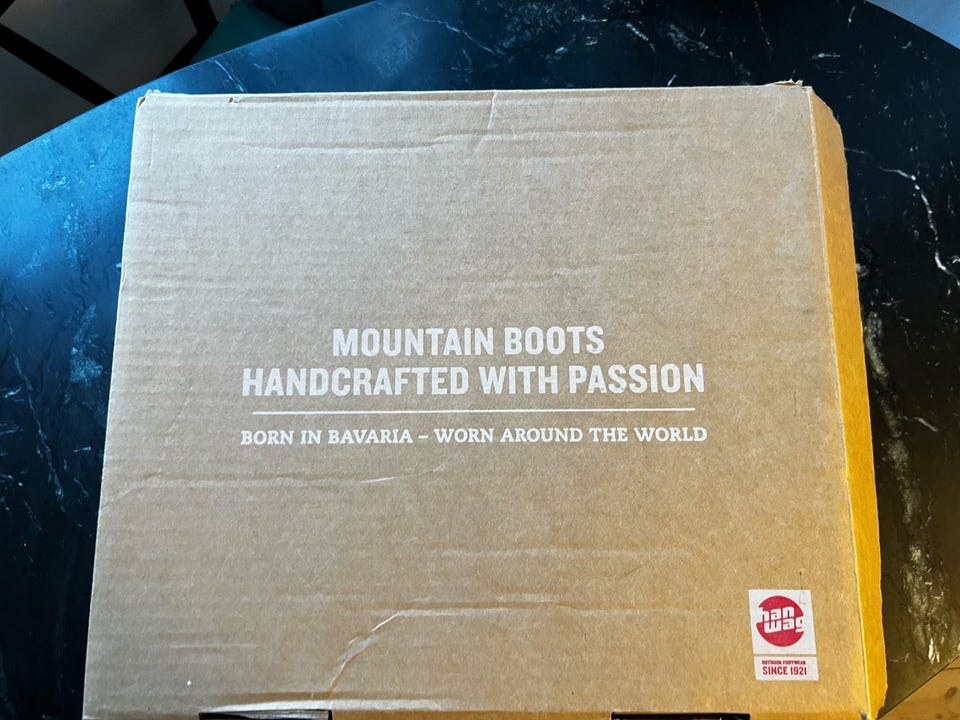 MOUNTAIN BOOTS
HANDCRAFTED WITH PASSION
BORN IN BAVARIA – WORN AROUND THE WORLD
han
wag
OUTDOOR FOOTWEAR
SINCE 1921